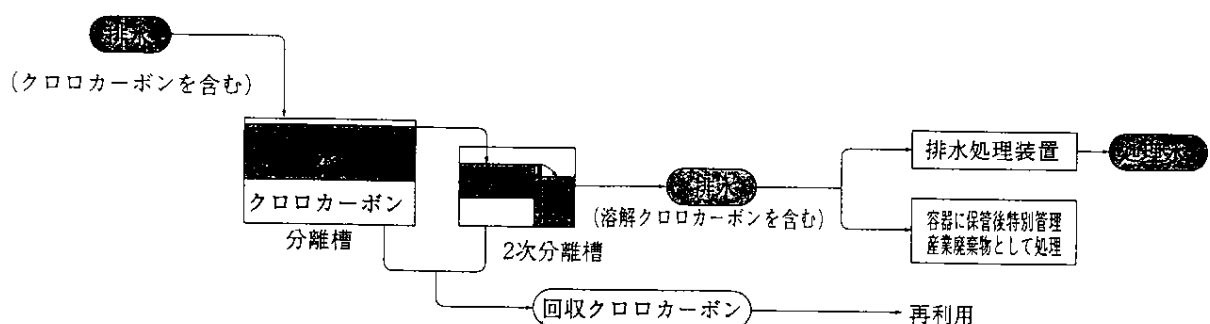 排水
(クロロカーボンを含む)
水
クロロカーボン
分離槽
2次分離槽
排水
(溶解クロロカーボンを含む)
排水処理装置
処理水
容器に保管後特別管理
産業廃棄物として処理
回収クロロカーボン
再利用